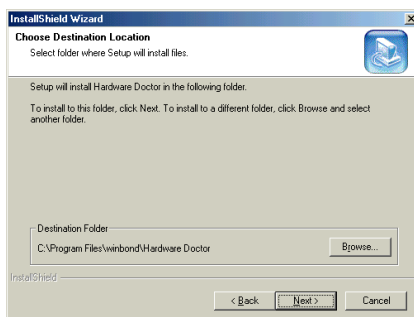 InstallShield Wizard
Choose Destination Location
Select folder where Setup will install files.
Setup will install Hardware Doctor in the following folder.
To install to this folder, click Next. To install to a different folder, click Browse and select
another folder.
Destination Folder
C:\Program Files\winbond\Hardware Doctor
Browse...
InstallShield
< Back
Next >
Cancel